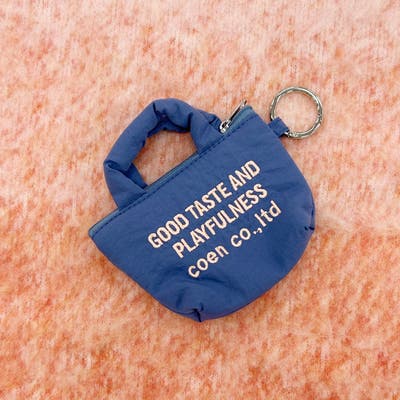 GOOD TASTE AND
PLAYFULNESS
coen co.,ltd